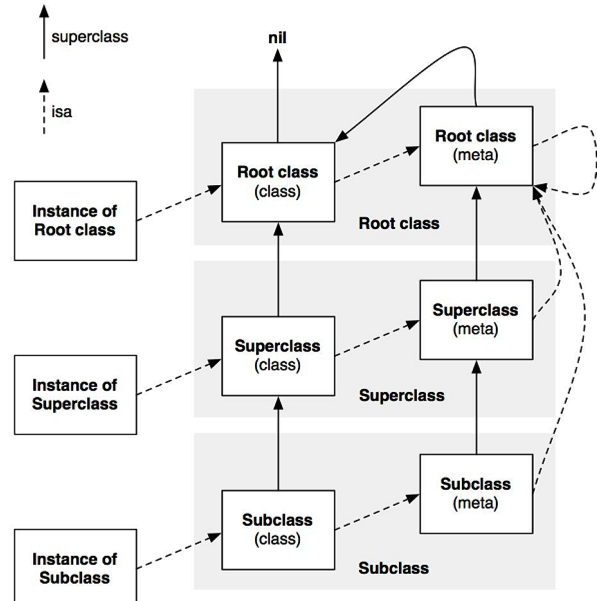 superclass
isa
nil
Root class
(class)
Root class
(meta)
Instance of
Root class
Root class
Superclass
(class)
Superclass
(meta)
Instance of
Superclass
Superclass
Subclass
(class)
Subclass
(meta)
Instance of
Subclass
Subclass